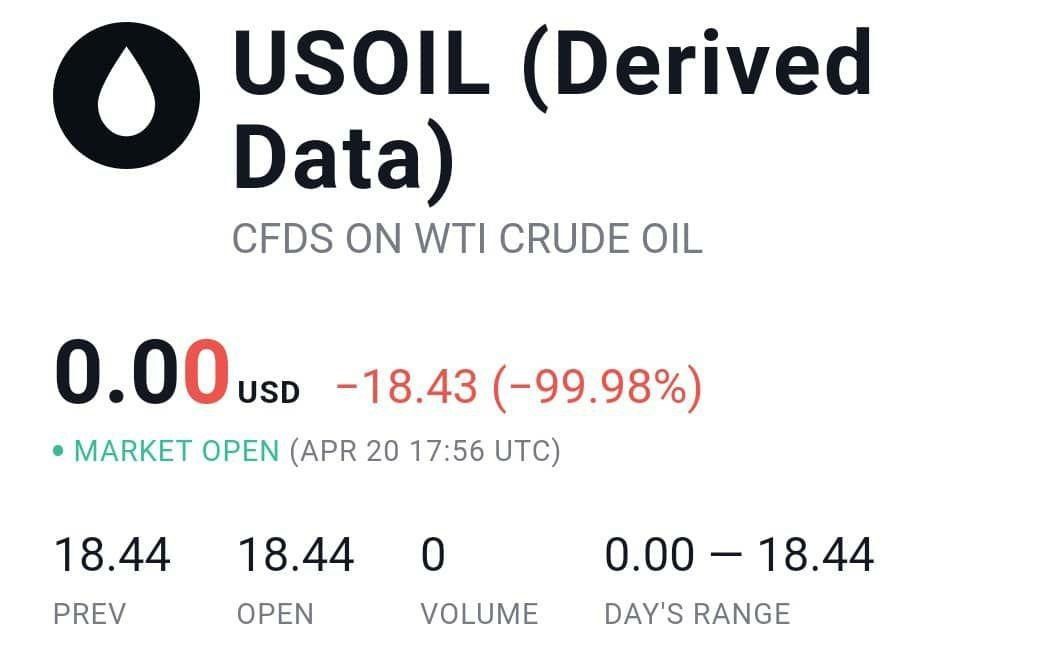 USOIL (Derived
Data)
CFDS ON WTI CRUDE OIL
0.00 USD −18.43 (−99.98%)
• MARKET OPEN (APR 20 17:56 UTC)
18.44 18.44 0 0.00 — 18.44
PREV OPEN VOLUME DAY'S RANGE